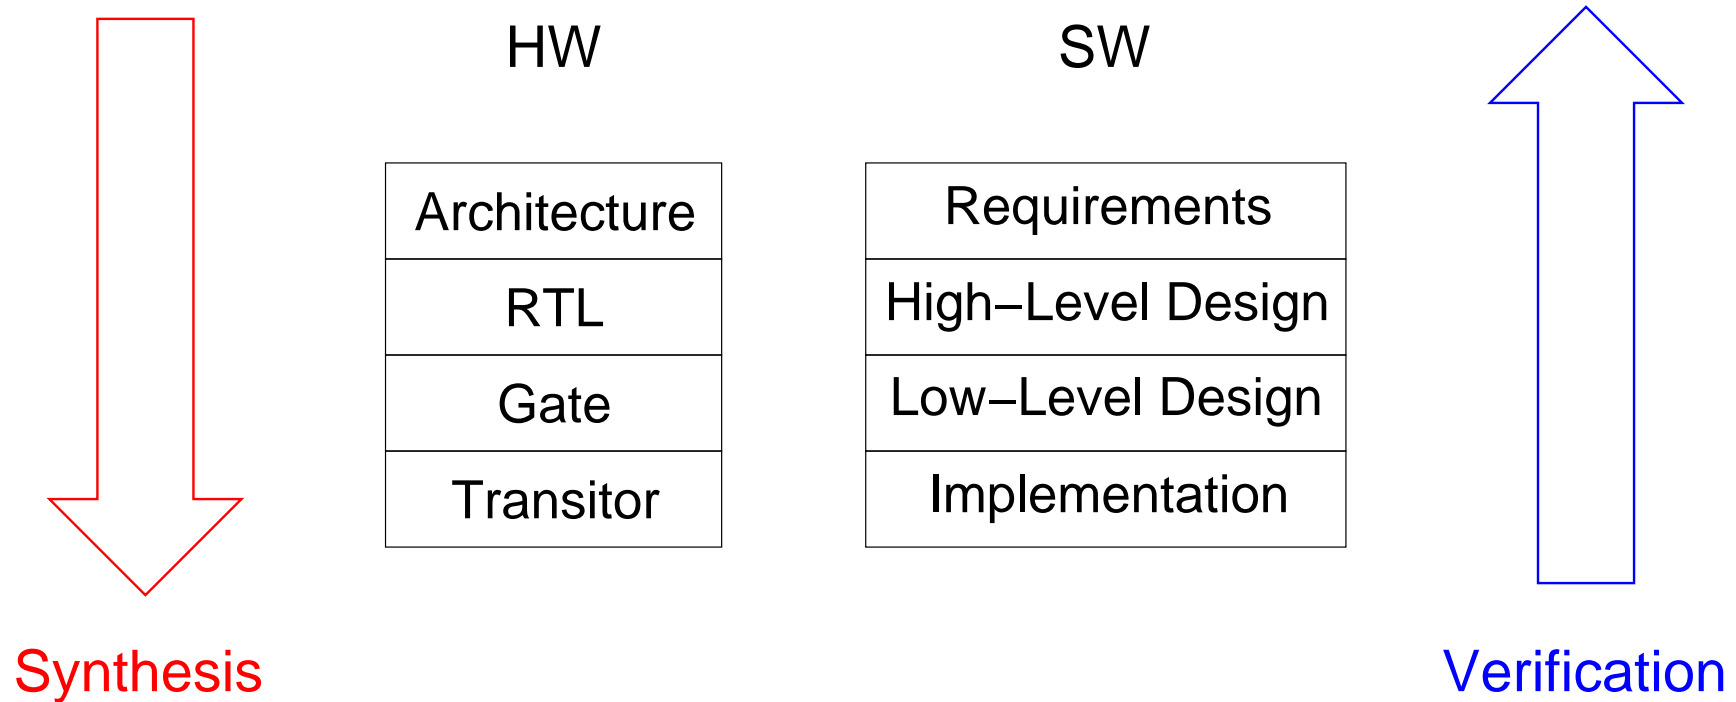 HW
SW
Architecture
RTL
Gate
Transitor
Requirements
High−Level Design
Low−Level Design
Implementation
Synthesis
Verification